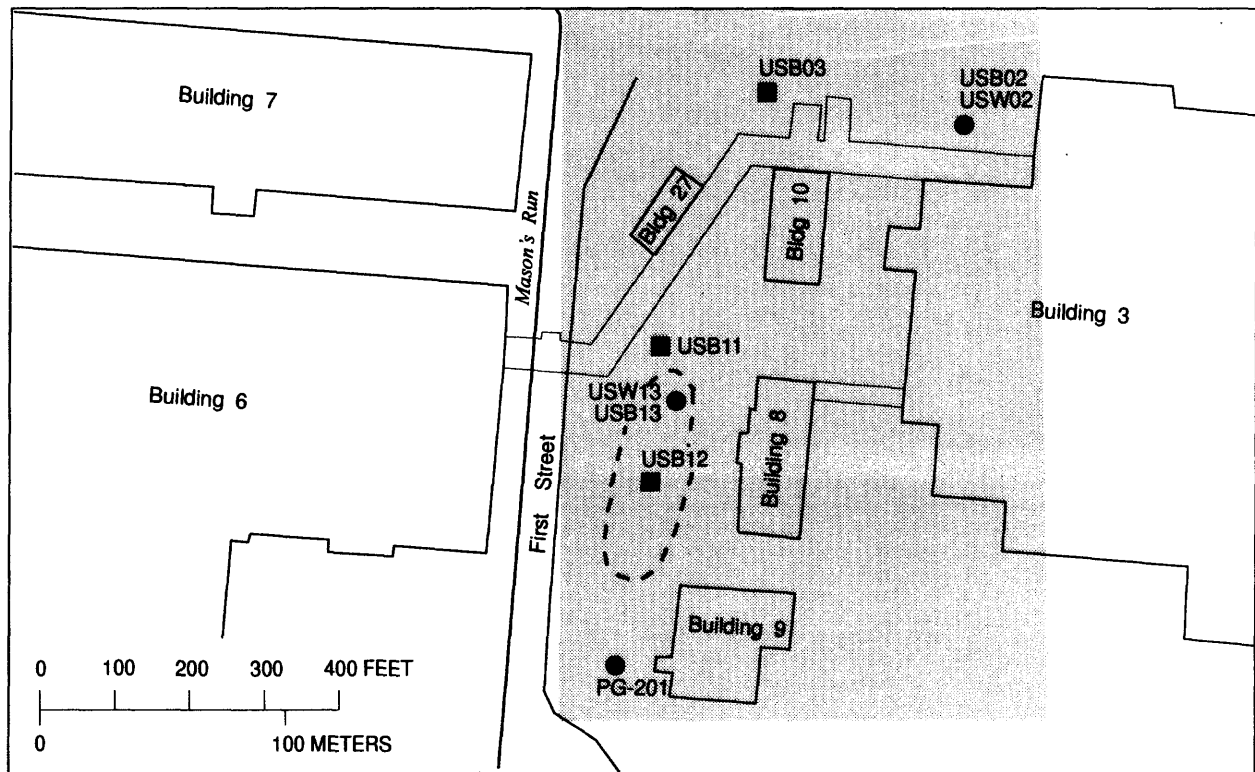 Building 7
USB03
USB02
USW02
Mason's Run
Bldg 27
Bldg 10
Building 3
USB11
Building 6
USW13
USB13
USB12
Building 8
First Street
Building 9
PG-201
0 100 200 300 400 FEET
0 100 METERS